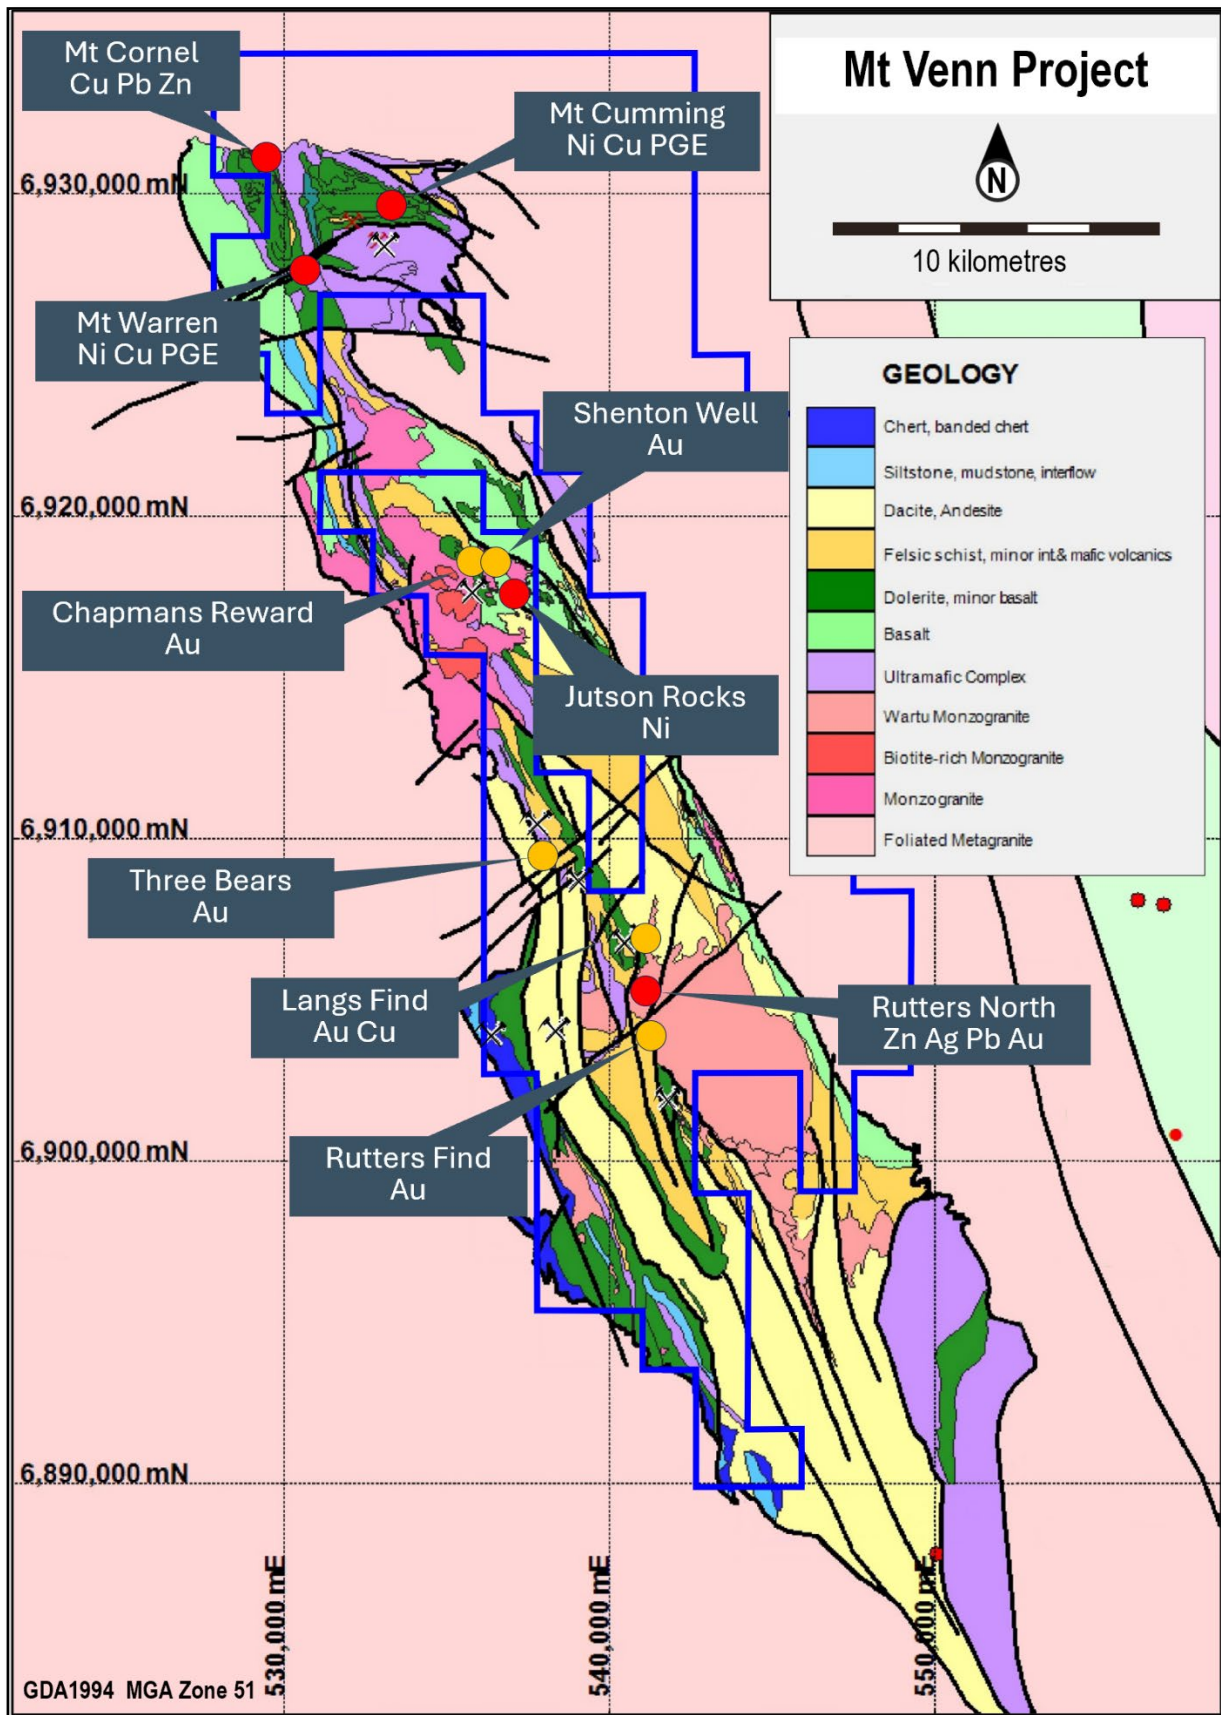 Mt Venn Project
N
10 kilometres
Mt Cornel
Cu Pb Zn
Mt Cumming
Ni Cu PGE
6,930,000 mN
Mt Warren
Ni Cu PGE
Shenton Well
Au
6,920,000 mN
Chapmans Reward
Au
Jutson Rocks
Ni
6,910,000 mN
Three Bears
Au
Langs Find
Au Cu
Rutters North
Zn Ag Pb Au
Rutters Find
Au
6,900,000 mN
6,890,000 mN
GEOLOGY
Chert, banded chert
Siltstone, mudstone, interflow
Dacite, Andesite
Felsic schist, minor int.& mafic volcanics
Dolerite, minor basalt
Basalt
Ultramafic Complex
Wartu Monzogranite
Biotite-rich Monzogranite
Monzogranite
Foliated Metagranite
530,000 mE
540,000 mE
550,000 mE
GDA1994 MGA Zone 51